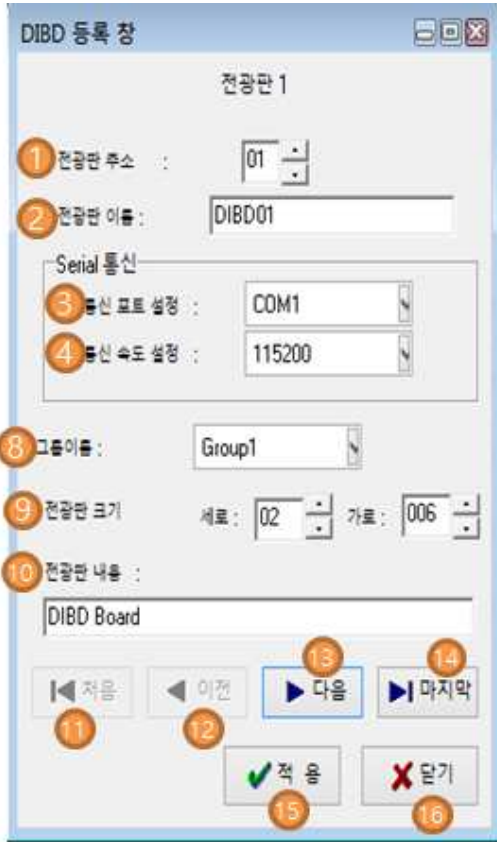 DIBD 등록 창
전광판 1
1 전광판 주소 : 01
2 전광판 이름 : DIBD01
Serial 통신
3 통신 포트 설정 : COM1
4 통신 속도 설정 : 115200
8 그룹이름 : Group1
9 전광판 크기 세로 : 02 가로 : 006
10 전광판 내용 :
DIBD Board
13 14
처음 이전 다음 마지막
11 12
적 용 닫기
15 16